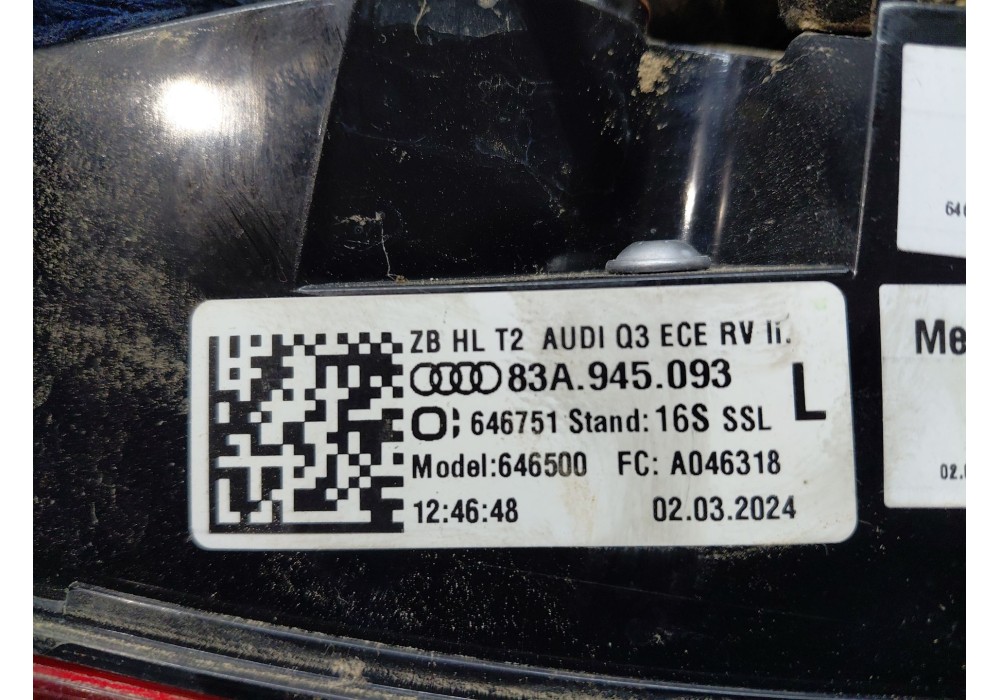 ZB HL T2 AUDI Q3 ECE RV li.
83A.945.093
L
646751 Stand: 16S SSL
Model:646500 FC: A046318
12:46:48 02.03.2024
Me